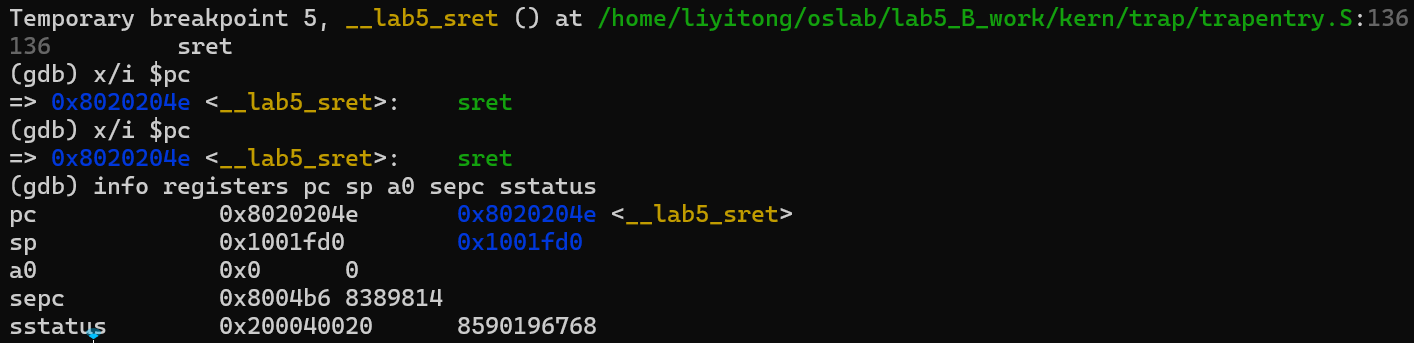 Temporary breakpoint 5, __lab5_sret () at /home/liyitong/oslab/lab5_B_work/kern/trap/trapentry.S:136
136         sret
(gdb) x/i $pc
=> 0x8020204e <__lab5_sret>:    sret
(gdb) x/i $pc
=> 0x8020204e <__lab5_sret>:    sret
(gdb) info registers pc sp a0 sepc sstatus
pc             0x8020204e       0x8020204e <__lab5_sret>
sp             0x1001fd0        0x1001fd0
a0             0x0      0
sepc           0x8004b6 8389814
sstatus        0x200040020      8590196768